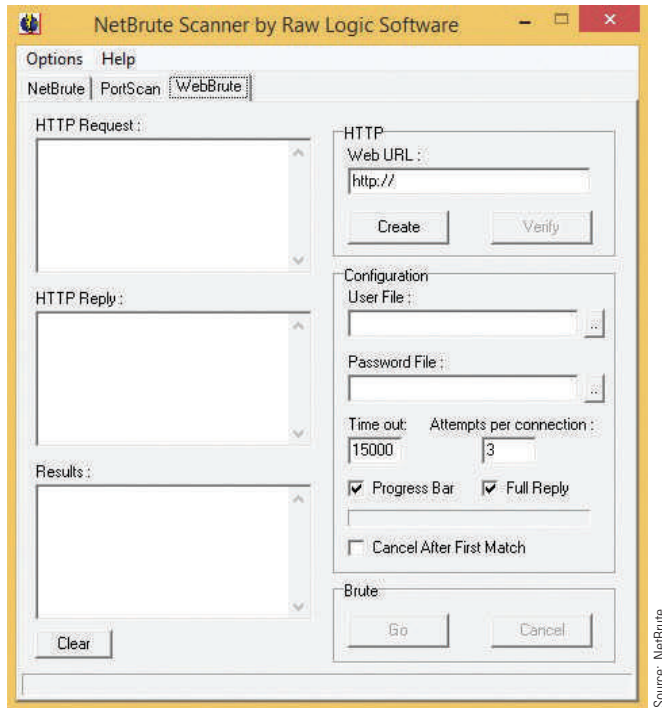 NetBrute Scanner by Raw Logic Software
Options Help
NetBrute PortScan WebBrute
HTTP Request :
HTTP Reply :
Results :
Clear
HTTP
Web URL :
http://
Create Verify
Configuration
User File :
..
Password File :
..
Time out: Attempts per connection :
15000 3
Progress Bar Full Reply
Cancel After First Match
Brute
Go Cancel
Source: NetBrute